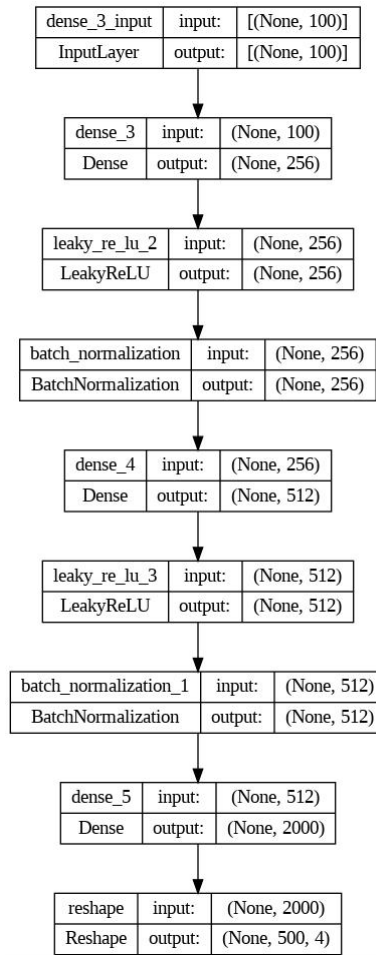 dense_3_input input: [(None, 100)]
InputLayer output: [(None, 100)]
dense_3 input: (None, 100)
Dense output: (None, 256)
leaky_re_lu_2 input: (None, 256)
LeakyReLU output: (None, 256)
batch_normalization input: (None, 256)
BatchNormalization output: (None, 256)
dense_4 input: (None, 256)
Dense output: (None, 512)
leaky_re_lu_3 input: (None, 512)
LeakyReLU output: (None, 512)
batch_normalization_1 input: (None, 512)
BatchNormalization output: (None, 512)
dense_5 input: (None, 512)
Dense output: (None, 2000)
reshape input: (None, 2000)
Reshape output: (None, 500, 4)